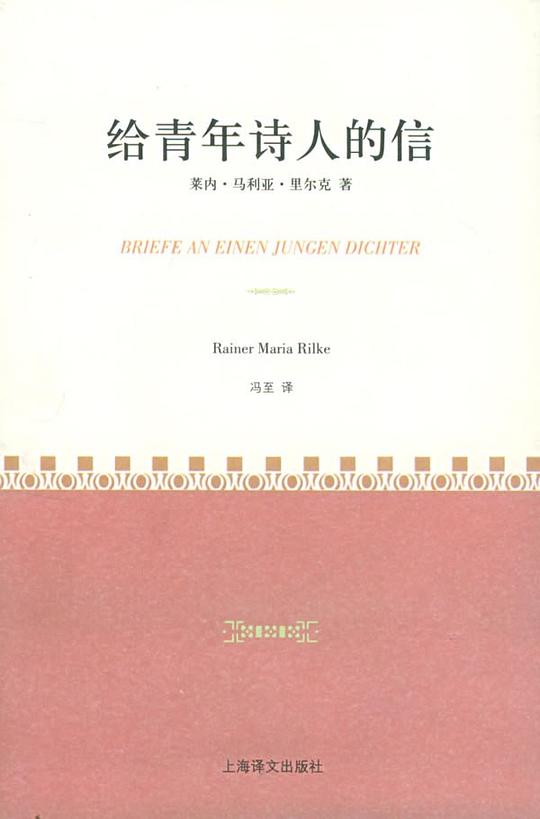 给青年诗人的信
莱内·马利亚·里尔克 著
BRIEFE AN EINEN JUNGEN DICHTER
Rainer Maria Rilke
冯至 译
上海译文出版社